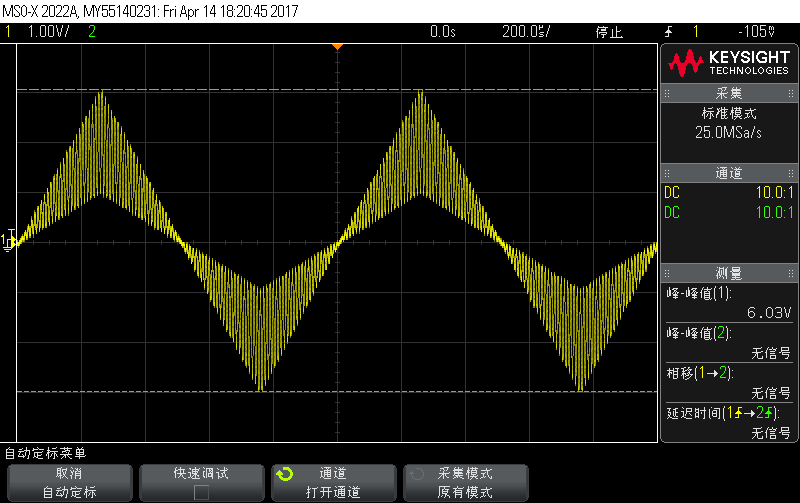 MSO-X 2022A, MY55140231: Fri Apr 14 18:20:45 2017
1 1.00V/ 2 0.0s 200.0㎲/ 停止 1 -105㎷
KEYSIGHT
TECHNOLOGIES
采集
标准模式
25.0MSa/s
通道
DC 10.0:1
DC 10.0:1
测量
峰-峰值(1):
6.03V
峰-峰值(2):
无信号
相移(1→2):
无信号
延迟时间(1→2):
无信号
1
自动定标菜单
取消
自动定标
快速调试
通道
打开通道
采集模式
原有模式